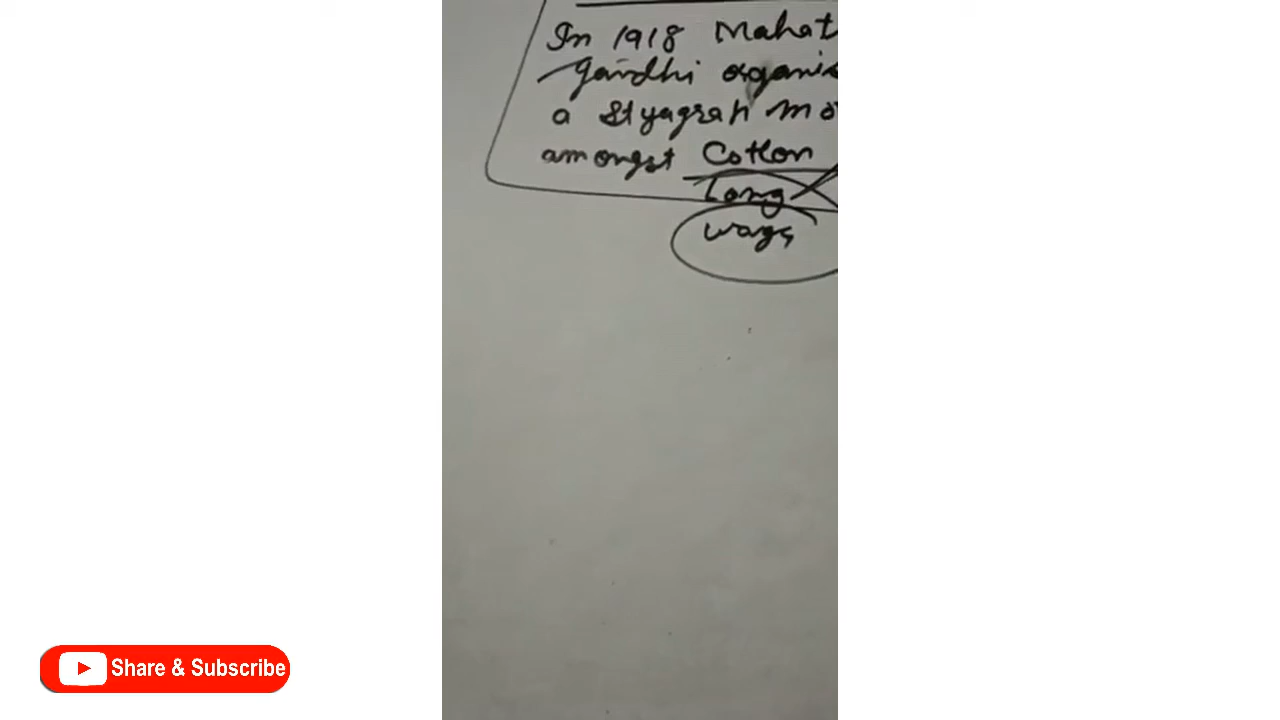 In 1918 Mahat
Gandhi organis
a Styagrah mo
amongst Cotton
Long
wags
Share & Subscribe